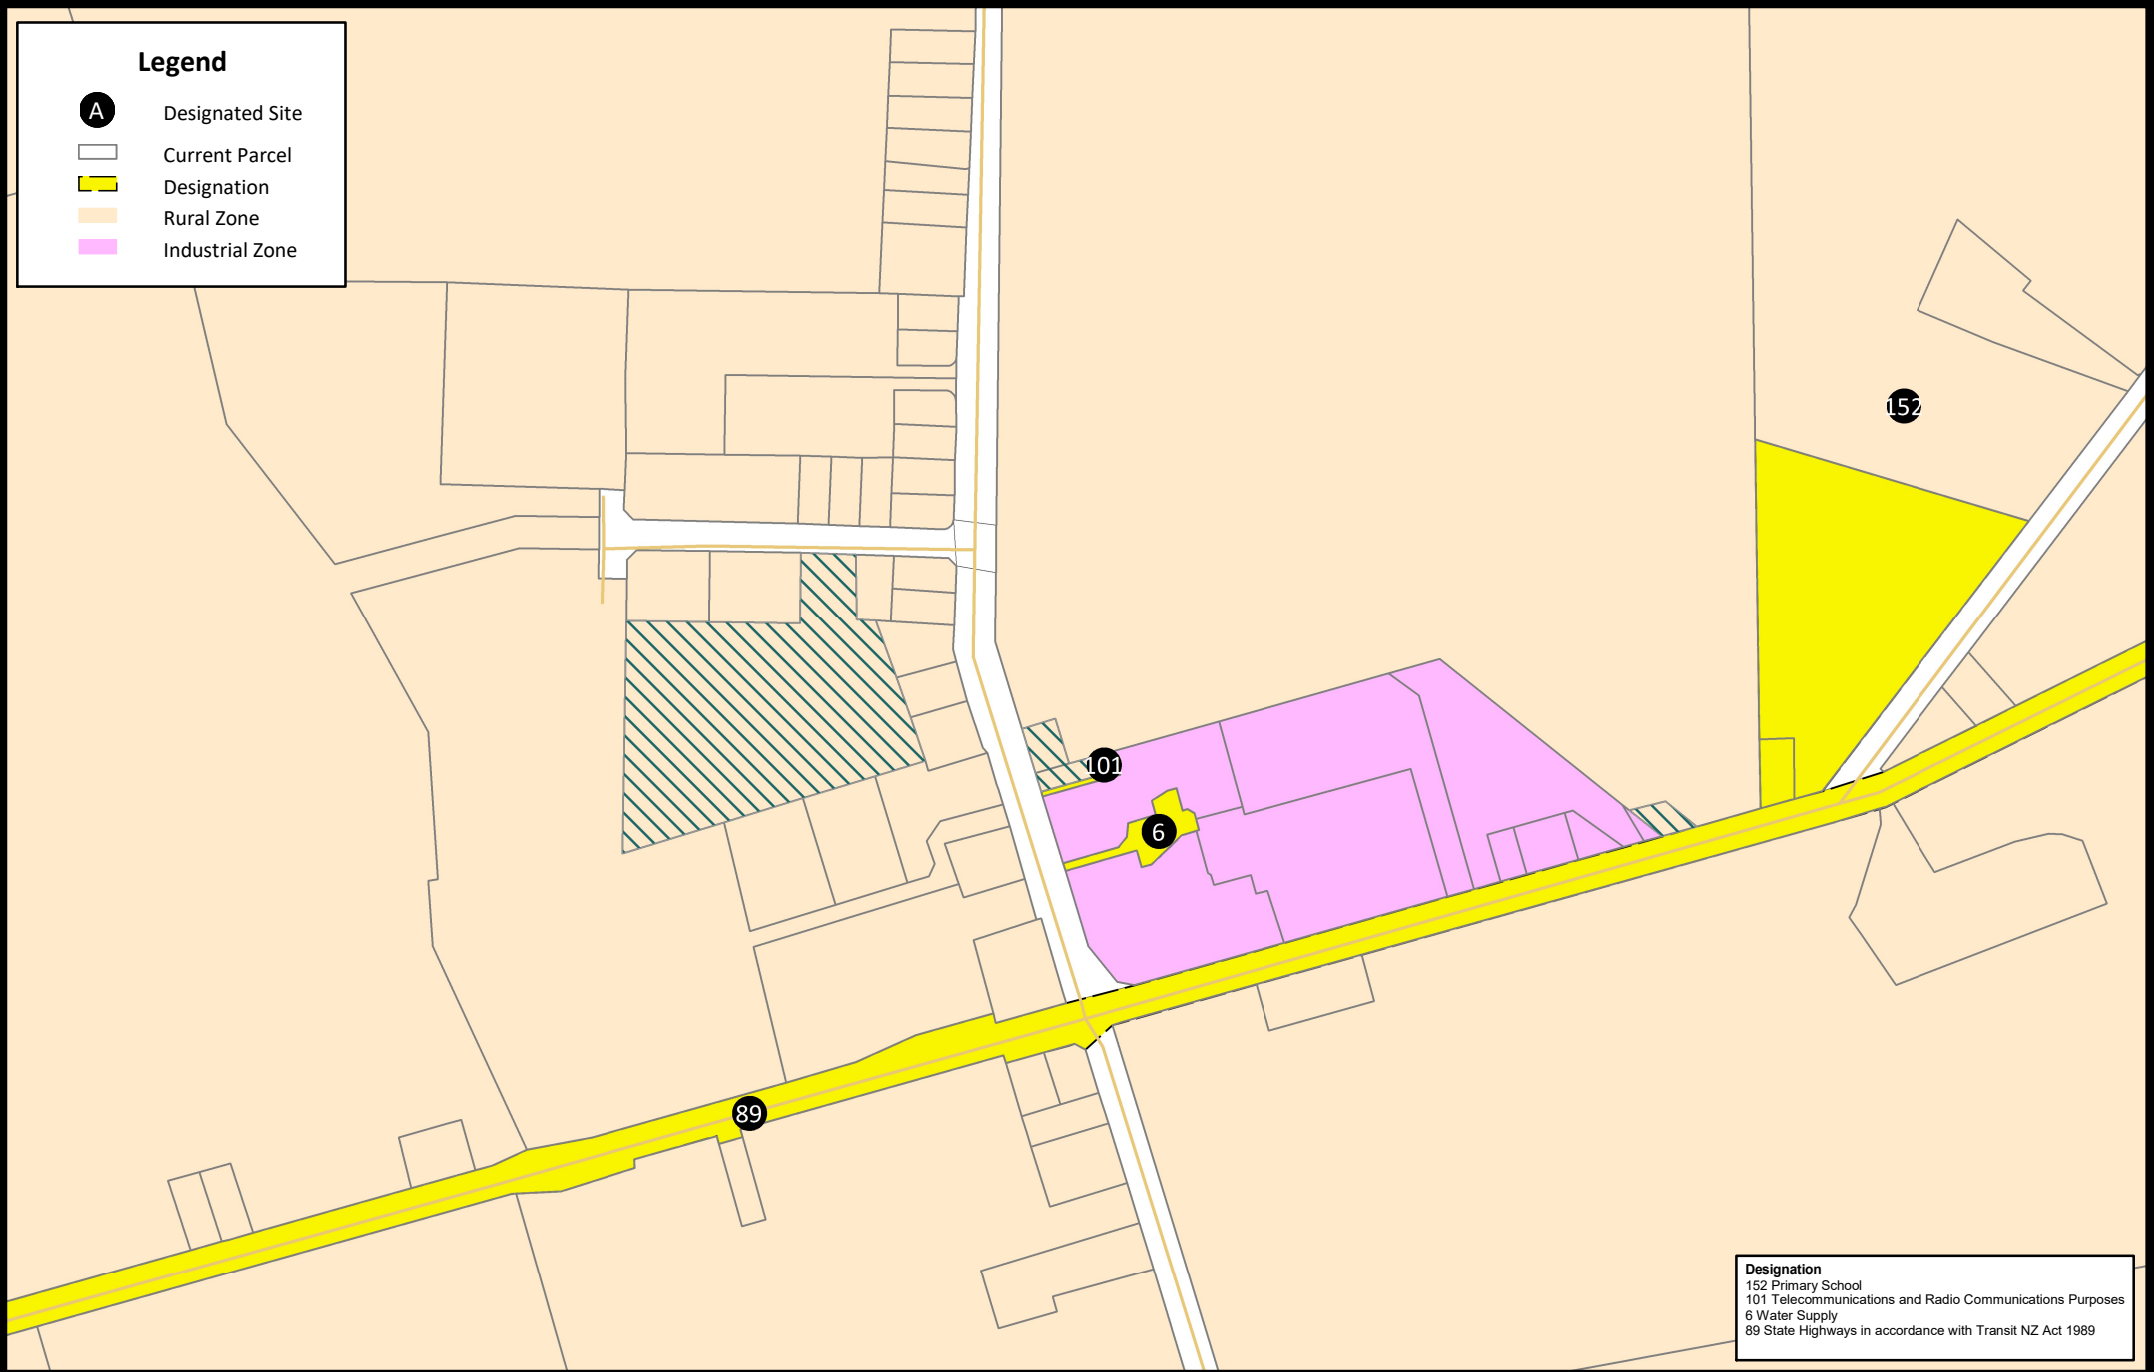 Legend
A Designated Site
Current Parcel
Designation
Rural Zone
Industrial Zone
152
101
6
89
Designation
152 Primary School
101 Telecommunications and Radio Communications Purposes
6 Water Supply
89 State Highways in accordance with Transit NZ Act 1989